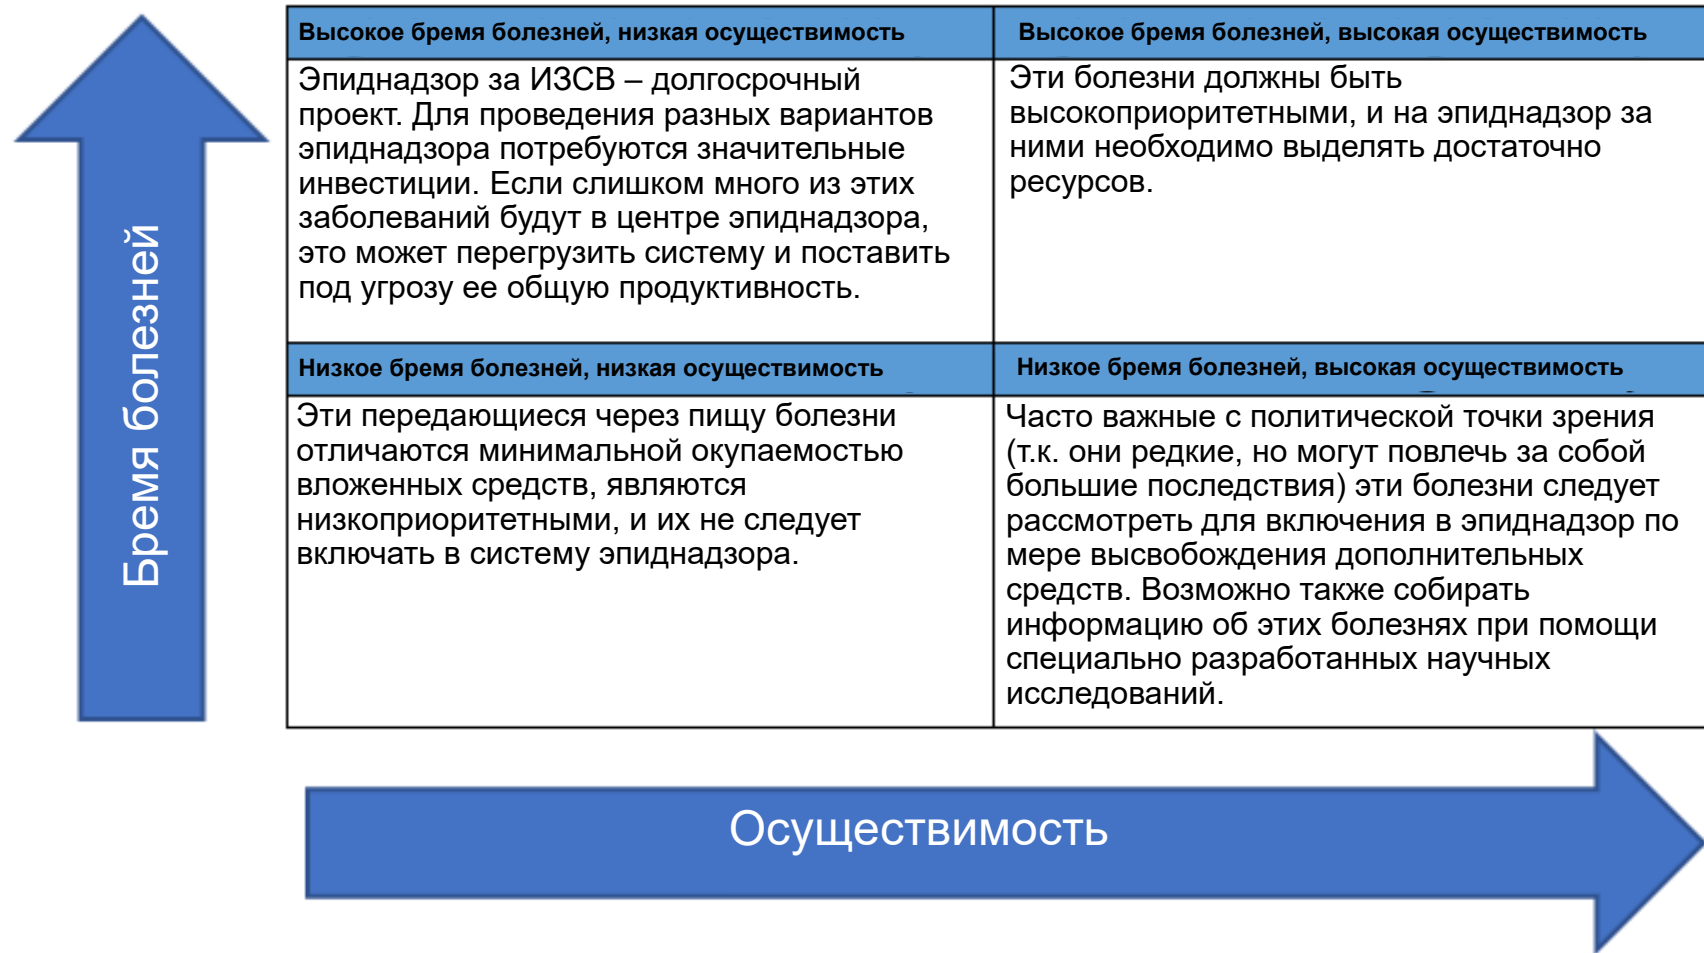 Бремя болезней
Высокое бремя болезней, низкая осуществимость
Эпиднадзор за ИЗСВ – долгосрочный
проект. Для проведения разных вариантов
эпиднадзора потребуются значительные
инвестиции. Если слишком много из этих
заболеваний будут в центре эпиднадзора,
это может перегрузить систему и поставить
под угрозу ее общую продуктивность.
Высокое бремя болезней, высокая осуществимость
Эти болезни должны быть
высокоприоритетными, и на эпиднадзор за
ними необходимо выделять достаточно
ресурсов.
Низкое бремя болезней, низкая осуществимость
Эти передающиеся через пищу болезни
отличаются минимальной окупаемостью
вложенных средств, являются
низкоприоритетными, и их не следует
включать в систему эпиднадзора.
Низкое бремя болезней, высокая осуществимость
Часто важные с политической точки зрения
(т.к. они редкие, но могут повлечь за собой
большие последствия) эти болезни следует
рассмотреть для включения в эпиднадзор по
мере высвобождения дополнительных
средств. Возможно также собирать
информацию об этих болезнях при помощи
специально разработанных научных
исследований.
Осуществимость